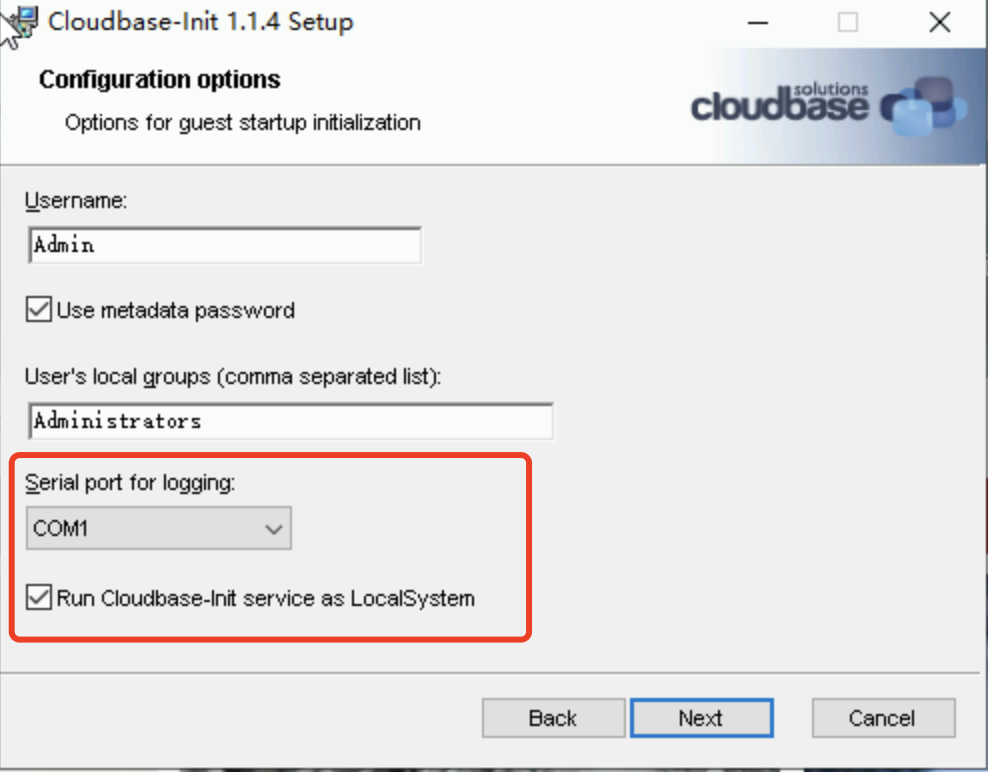 Cloudbase-Init 1.1.4 Setup
Configuration options
Options for guest startup initialization
solutions
cloudbase
Username:
Admin
Use metadata password
User's local groups (comma separated list):
Administrators
Serial port for logging:
COM1
Run Cloudbase-Init service as LocalSystem
Back Next Cancel